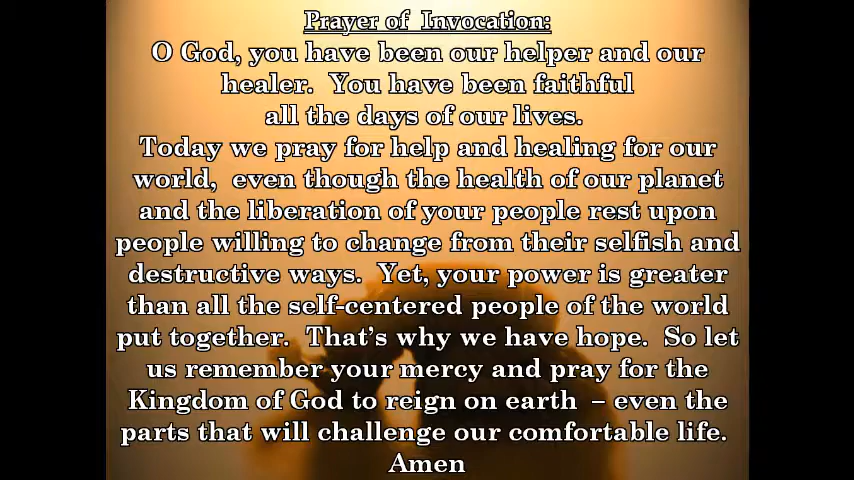 Prayer of Invocation:
O God, you have been our helper and our
healer. You have been faithful
all the days of our lives.
Today we pray for help and healing for our
world, even though the health of our planet
and the liberation of your people rest upon
people willing to change from their selfish and
destructive ways. Yet, your power is greater
than all the self-centered people of the world
put together. That's why we have hope. So let
us remember your mercy and pray for the
Kingdom of God to reign on earth – even the
parts that will challenge our comfortable life.
Amen